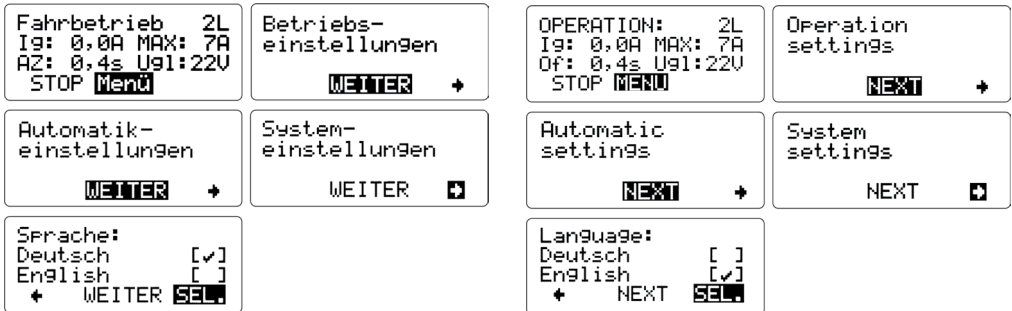 Fahrbetrieb 2L
Ig: 0,0A MAX: 7A
AZ: 0,4s Ugl:22V
STOP Menü
Betriebs-
einstellungen
WEITER →
Automatik-
einstellungen
WEITER →
System-
einstellungen
WEITER →
Sprache:
Deutsch [✓]
English [ ]
← WEITER SEL.
OPERATION: 2L
Ig: 0,0A MAX: 7A
Of: 0,4s Ugl:22V
STOP MENU
Operation
settings
NEXT →
Automatic
settings
NEXT →
System
settings
NEXT →
Language:
Deutsch [ ]
English [✓]
← NEXT SEL.